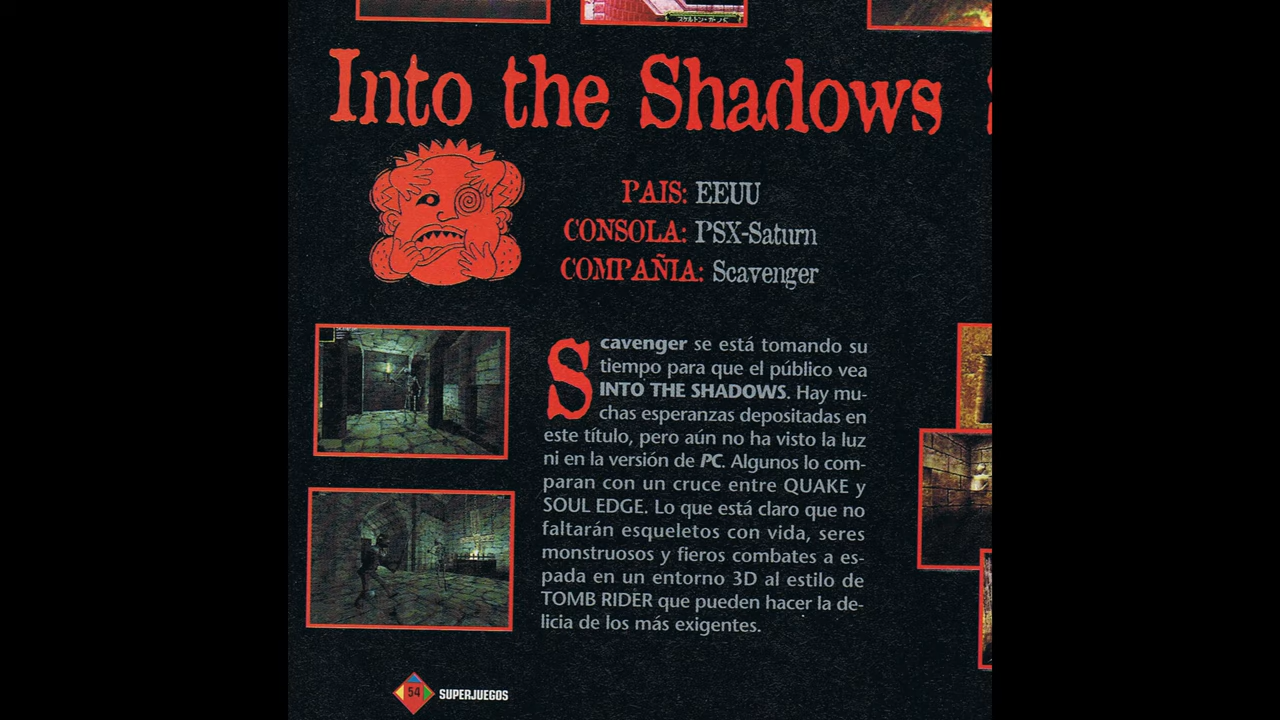 Into the Shadows
PAIS: EEUU
CONSOLA: PSX-Saturn
COMPAÑIA: Scavenger
Scavenger se está tomando su
tiempo para que el público vea
INTO THE SHADOWS. Hay mu-
chas esperanzas depositadas en
este título, pero aún no ha visto la luz
ni en la versión de PC. Algunos lo com-
paran con un cruce entre QUAKE y
SOUL EDGE. Lo que está claro que no
faltarán esqueletos con vida, seres
monstruosos y fieros combates a es-
pada en un entorno 3D al estilo de
TOMB RIDER que pueden hacer la de-
licia de los más exigentes.
54 SUPERJUEGOS